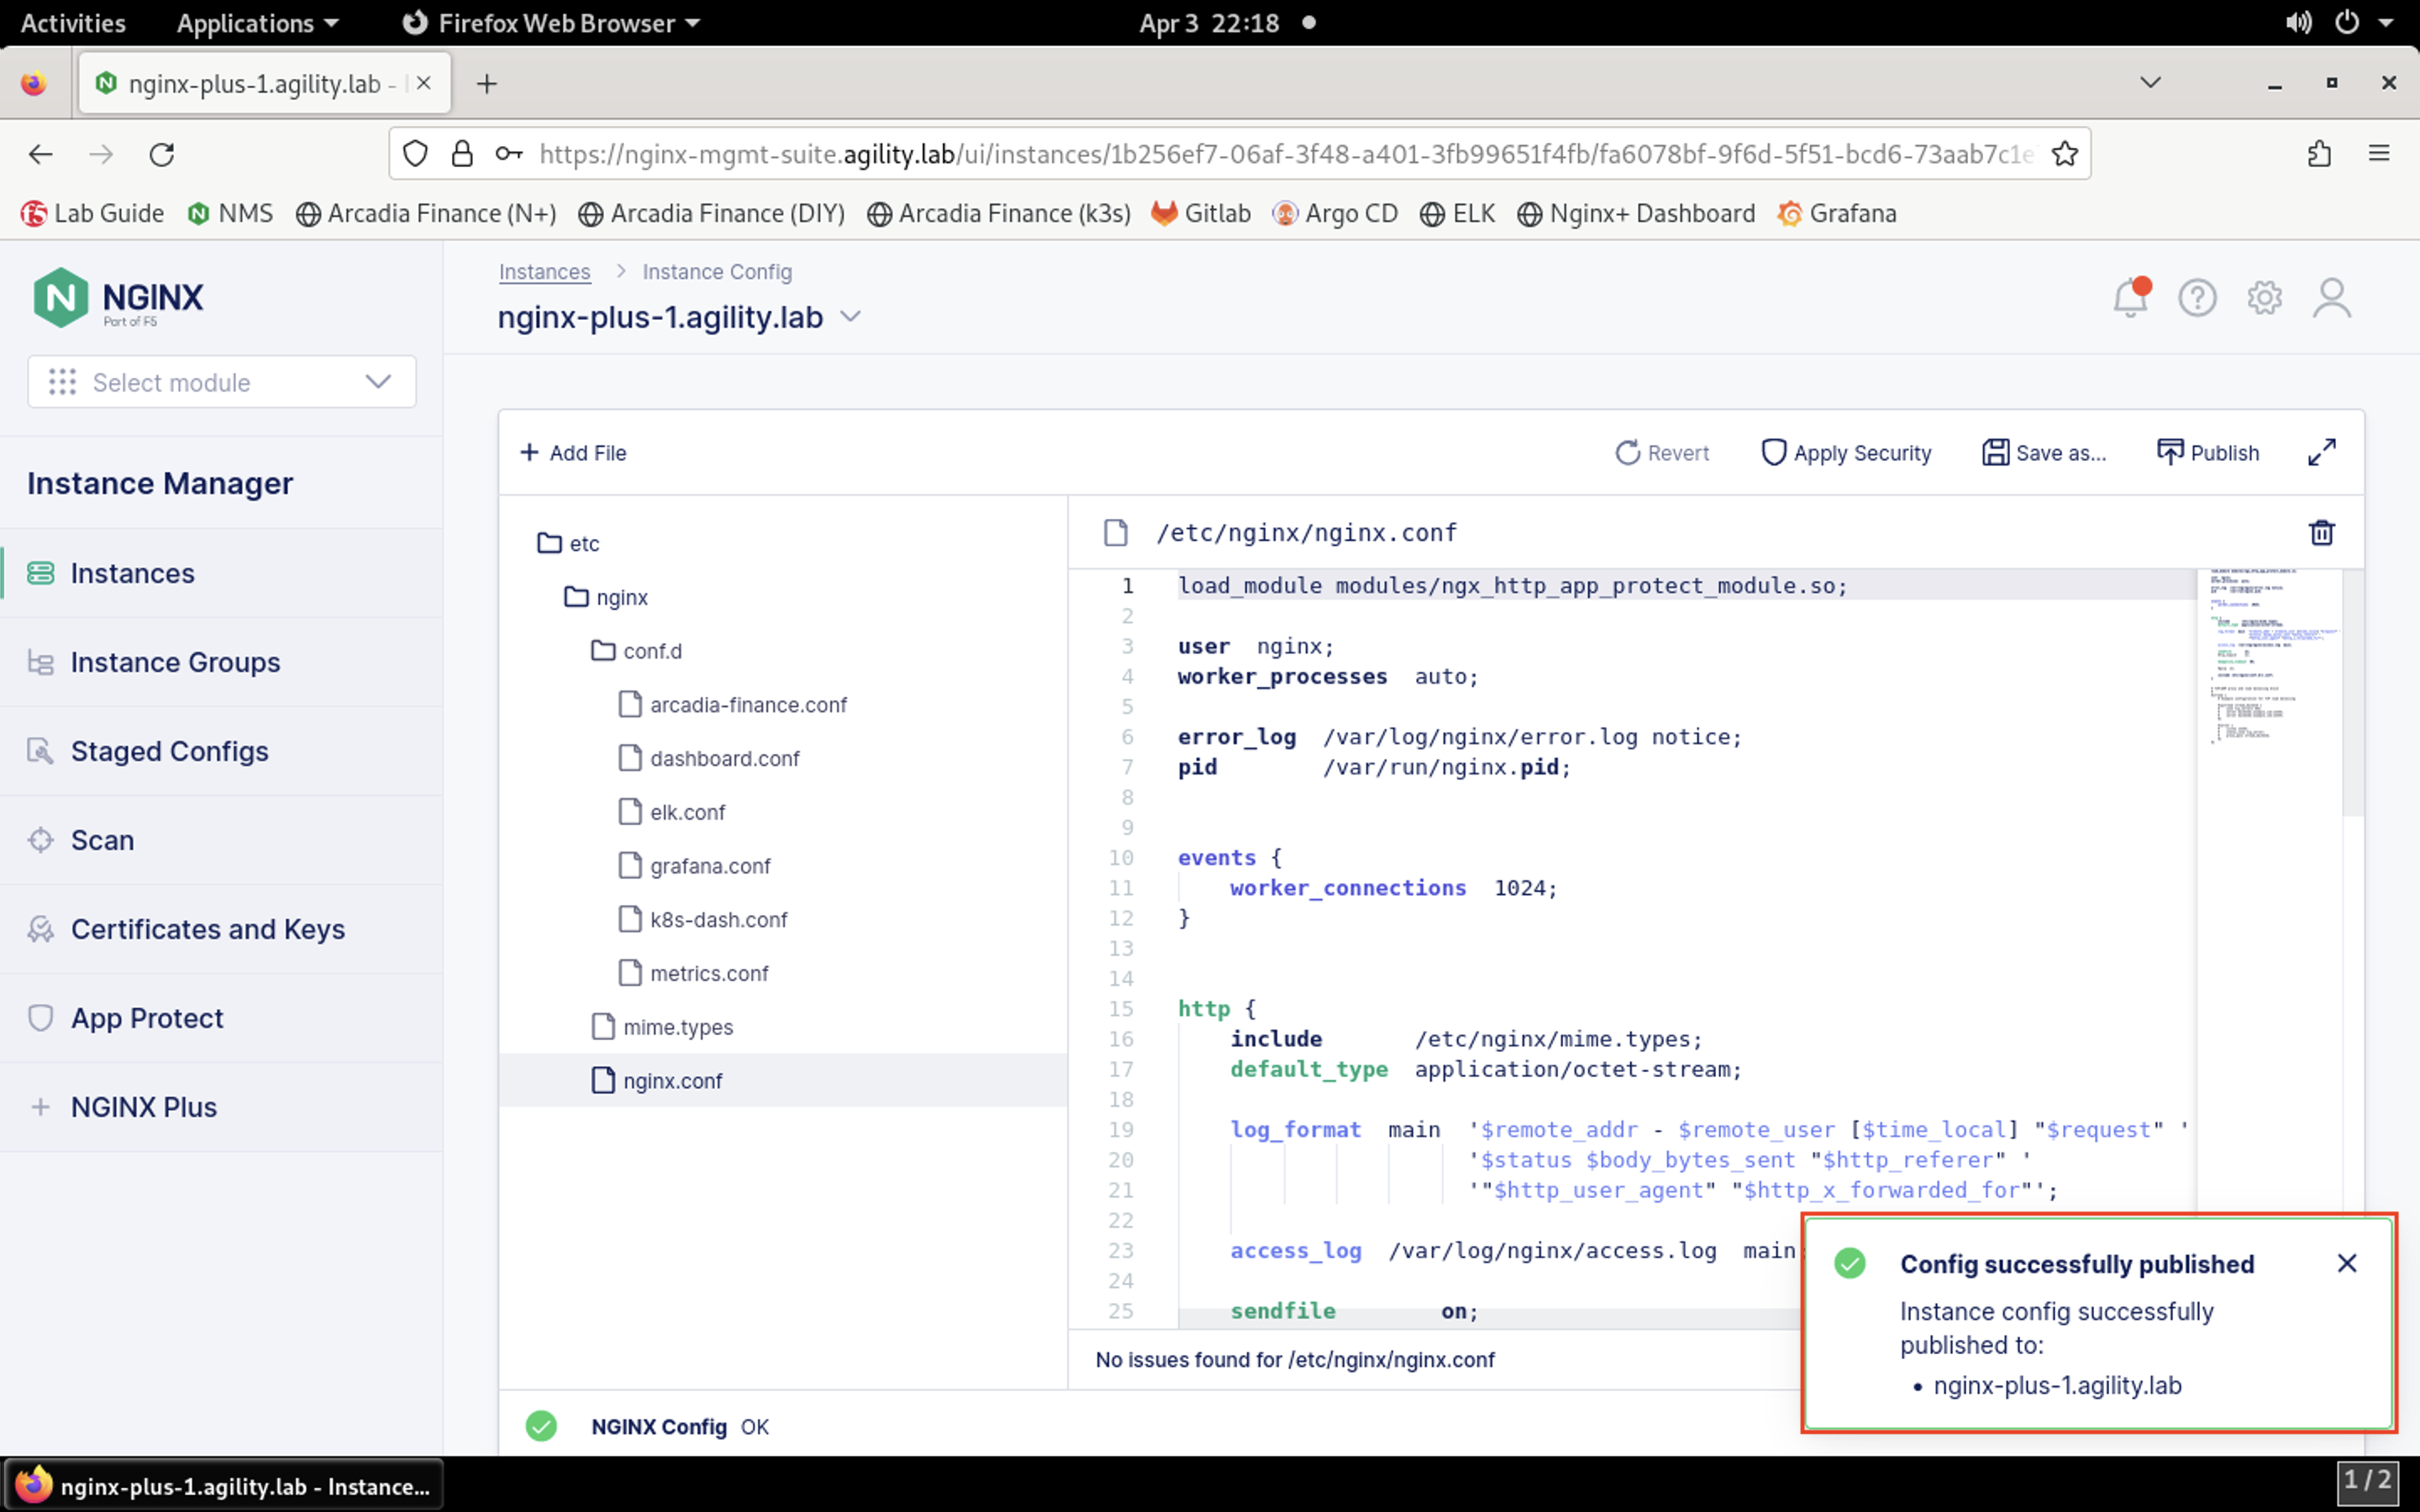 Activities Applications Firefox Web Browser Apr 3 22:18
nginx-plus-1.agility.lab -
https://nginx-mgmt-suite.agility.lab/ui/instances/1b256ef7-06af-3f48-a401-3fb99651f4fb/fa6078bf-9f6d-5f51-bcd6-73aab7c1e
Lab Guide NMS Arcadia Finance (N+) Arcadia Finance (DIY) Arcadia Finance (k3s) Gitlab Argo CD ELK Nginx+ Dashboard Grafana
NGINX
Part of F5
Select module
Instance Manager
Instances
Instance Groups
Staged Configs
Scan
Certificates and Keys
App Protect
NGINX Plus
Instances > Instance Config
nginx-plus-1.agility.lab
+ Add File Revert Apply Security Save as... Publish
etc
nginx
conf.d
arcadia-finance.conf
dashboard.conf
elk.conf
grafana.conf
k8s-dash.conf
metrics.conf
mime.types
nginx.conf
/etc/nginx/nginx.conf
1 load_module modules/ngx_http_app_protect_module.so;
2
3 user  nginx;
4 worker_processes  auto;
5
6 error_log  /var/log/nginx/error.log notice;
7 pid        /var/run/nginx.pid;
8
9
10 events {
11     worker_connections  1024;
12 }
13
14
15 http {
16     include       /etc/nginx/mime.types;
17     default_type  application/octet-stream;
18
19     log_format  main  '$remote_addr - $remote_user [$time_local] "$request" '
20                       '$status $body_bytes_sent "$http_referer" '
21                       '"$http_user_agent" "$http_x_forwarded_for"';
22
23     access_log  /var/log/nginx/access.log  main;
24
25     sendfile        on;
No issues found for /etc/nginx/nginx.conf
NGINX Config OK
Config successfully published
Instance config successfully
published to:
• nginx-plus-1.agility.lab
nginx-plus-1.agility.lab - Instance...
1 / 2